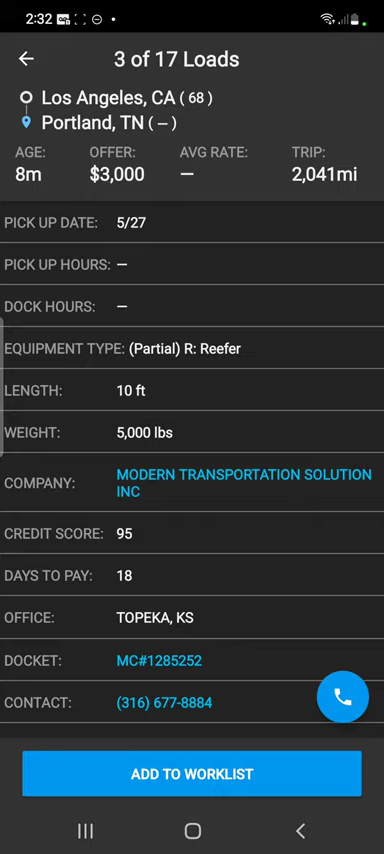 2:32
3 of 17 Loads
Los Angeles, CA ( 68 )
Portland, TN ( – )
AGE: OFFER: AVG RATE: TRIP:
8m $3,000 — 2,041mi
PICK UP DATE: 5/27
PICK UP HOURS: —
DOCK HOURS: —
EQUIPMENT TYPE: (Partial) R: Reefer
LENGTH: 10 ft
WEIGHT: 5,000 lbs
COMPANY: MODERN TRANSPORTATION SOLUTION
INC
CREDIT SCORE: 95
DAYS TO PAY: 18
OFFICE: TOPEKA, KS
DOCKET: MC#1285252
CONTACT: (316) 677-8884
ADD TO WORKLIST